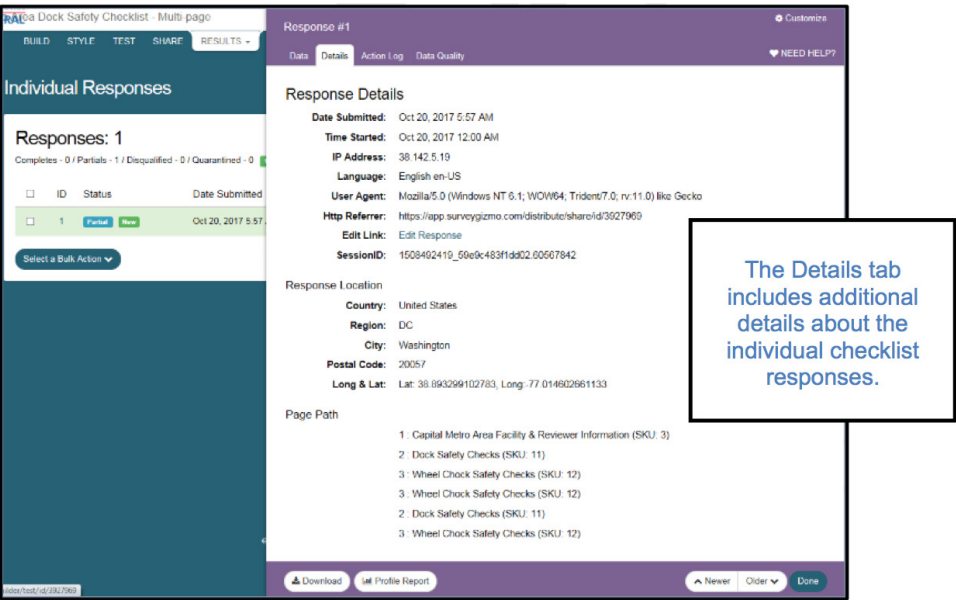 Area Dock Safety Checklist - Multi-page
BUILD STYLE TEST SHARE RESULTS
Individual Responses
Responses: 1
Completes - 0 / Partials - 1 / Disqualified - 0 / Quarantined - 0
ID Status Date Submitted
1 Partial New Oct 20, 2017 5:57
Select a Bulk Action
Response #1
Customize
Data Details Action Log Data Quality
NEED HELP?
Response Details
Date Submitted: Oct 20, 2017 5:57 AM
Time Started: Oct 20, 2017 12:00 AM
IP Address: 38.142.5.19
Language: English en-US
User Agent: Mozilla/5.0 (Windows NT 6.1; WOW64; Trident/7.0; rv:11.0) like Gecko
Http Referrer: https://app.surveygizmo.com/distribute/share/id/3927969
Edit Link: Edit Response
SessionID: 1508492419_59e9c483f1dd02.60567842
Response Location
Country: United States
Region: DC
City: Washington
Postal Code: 20057
Long & Lat: Lat: 38.893299102783, Long:-77.014602661133
Page Path
1 : Capital Metro Area Facility & Reviewer Information (SKU: 3)
2 : Dock Safety Checks (SKU: 11)
3 : Wheel Chock Safety Checks (SKU: 12)
3 : Wheel Chock Safety Checks (SKU: 12)
2 : Dock Safety Checks (SKU: 11)
3 : Wheel Chock Safety Checks (SKU: 12)
Download Profile Report
Newer Older Done
uilder/test/id/3927969
The Details tab
includes additional
details about the
individual checklist
responses.